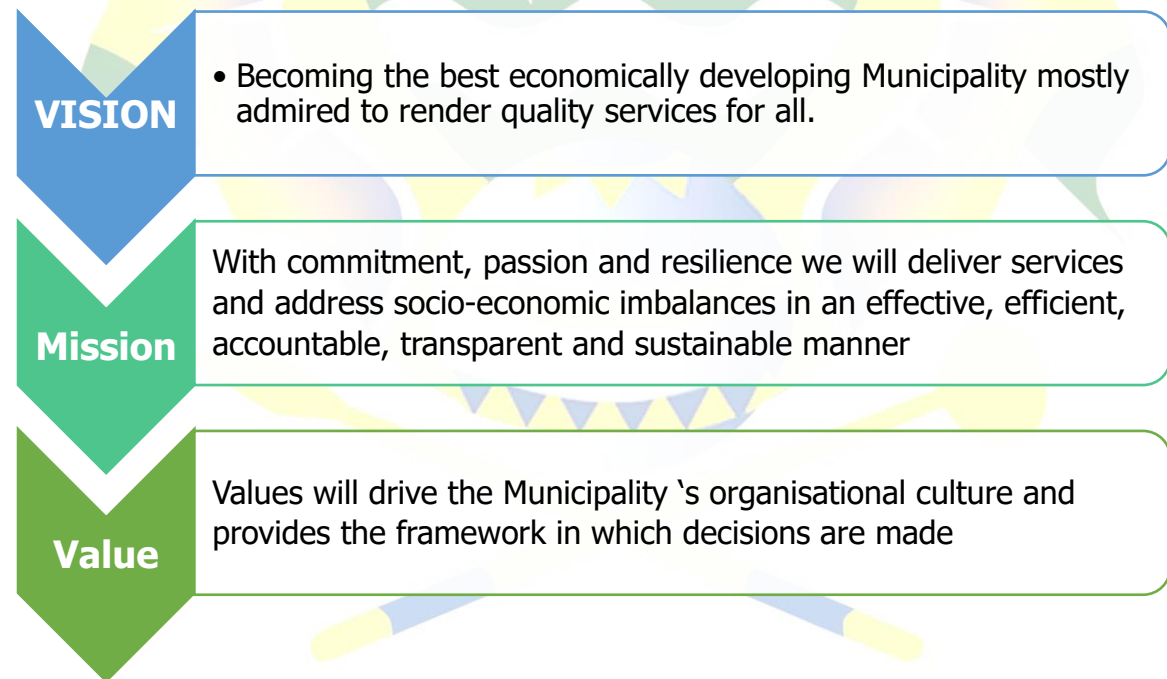 VISION
• Becoming the best economically developing Municipality mostly
admired to render quality services for all.
Mission
With commitment, passion and resilience we will deliver services
and address socio-economic imbalances in an effective, efficient,
accountable, transparent and sustainable manner
Value
Values will drive the Municipality ‘s organisational culture and
provides the framework in which decisions are made